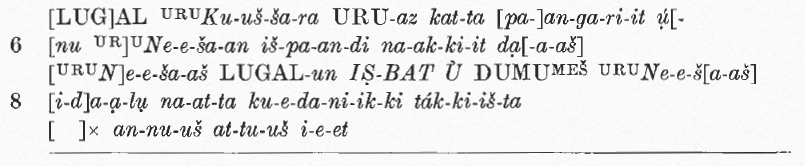 [LUG]AL ᵁᴿᵁKu-uš-ša-ra URU-az kat-ta [pa-]an-ga-ri-it ú[-
6 [nu ᵁᴿ]ᵁNe-e-ša-an iš-pa-an-di na-ak-ki-it dạ[-a-aš]
[ᵁᴿᵁN]e-e-ša-aš LUGAL-un IṢ-BAT Ù DUMUᴹᴱˢ̌ ᵁᴿᵁNe-e-š[a-aš]
8 [i-d]a-ạ-lụ na-at-ta ku-e-da-ni-ik-ki ták-ki-iš-ta
[ ]× an-nu-uš at-tu-uš i-e-et